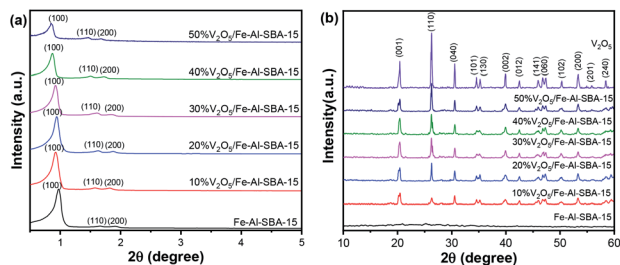 (a)
(100)
(110) (200)
50%V₂O₅/Fe-Al-SBA-15
(100)
(110) (200)
40%V₂O₅/Fe-Al-SBA-15
(100)
(110) (200)
30%V₂O₅/Fe-Al-SBA-15
(100)
(110) (200)
20%V₂O₅/Fe-Al-SBA-15
(100)
(110) (200)
10%V₂O₅/Fe-Al-SBA-15
(100)
(110) (200)
Fe-Al-SBA-15
Intensity (a.u.)
1 2 3 4 5
2θ (degree)
(b)
(001) (110) (040) (101) (130) (002) (012) (141) (060) (102) (200) (201) (240)
V₂O₅
50%V₂O₅/Fe-Al-SBA-15
40%V₂O₅/Fe-Al-SBA-15
30%V₂O₅/Fe-Al-SBA-15
20%V₂O₅/Fe-Al-SBA-15
10%V₂O₅/Fe-Al-SBA-15
Fe-Al-SBA-15
Intensity(a.u.)
10 20 30 40 50 60
2θ (degree)